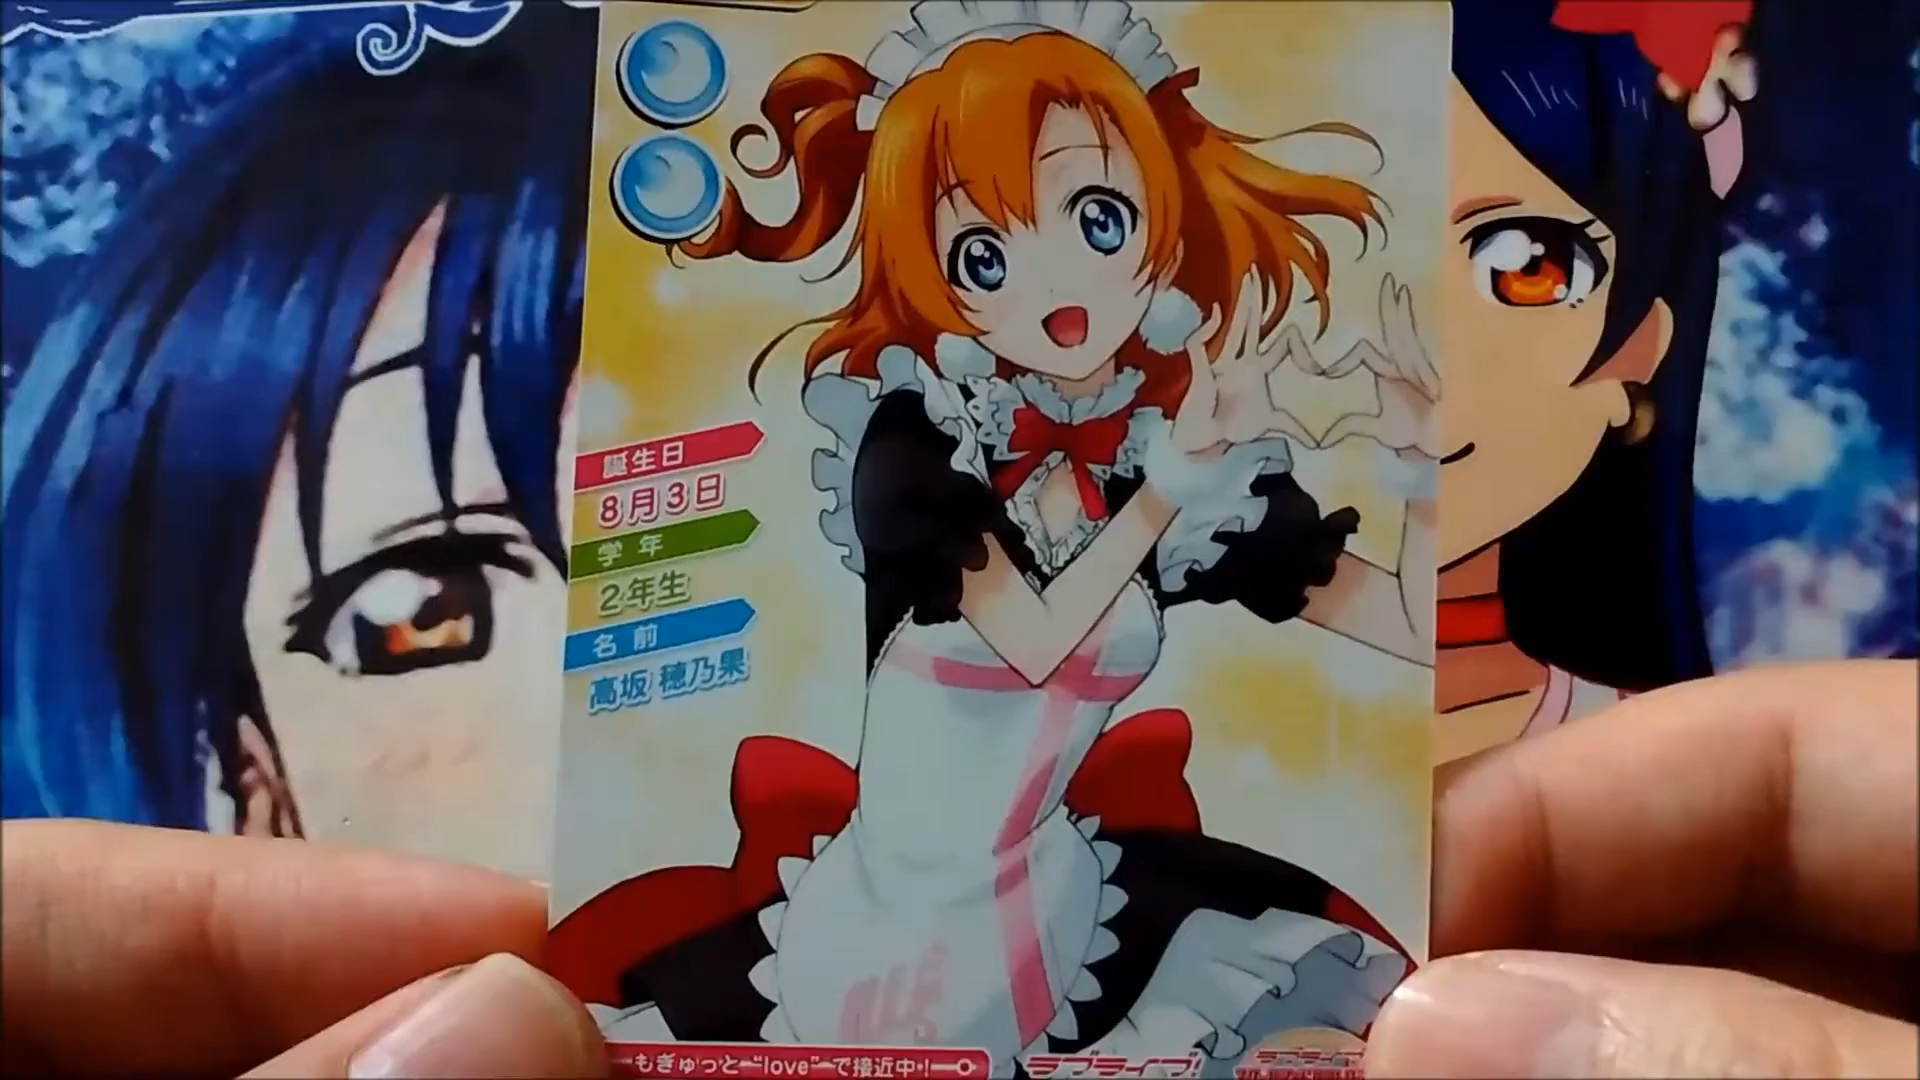 誕生日
8月3日
学年
2年生
名前
高坂 穂乃果
もぎゅっと"love"で接近中!
ラブライブ!